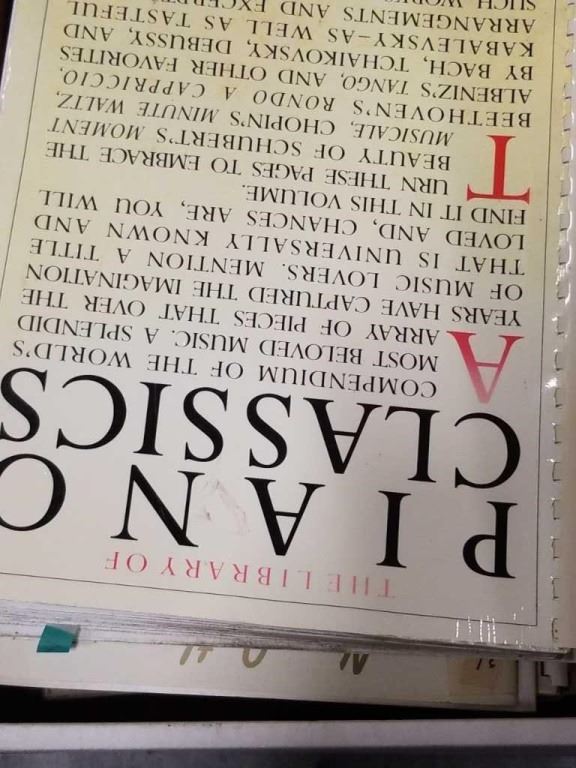 THE LIBRARY OF
PIANO
CLASSICS
A COMPENDIUM OF THE WORLD'S
MOST BELOVED MUSIC. A SPLENDID
ARRAY OF PIECES THAT OVER THE
YEARS HAVE CAPTURED THE IMAGINATION
OF MUSIC LOVERS. MENTION A TITLE
THAT IS UNIVERSALLY KNOWN AND
LOVED AND, CHANCES ARE, YOU WILL
FIND IT IN THIS VOLUME.
TURN THESE PAGES TO EMBRACE THE
BEAUTY OF SCHUBERT'S MOMENT
MUSICALE, CHOPIN'S MINUTE WALTZ,
BEETHOVEN'S RONDO A CAPRICCIO,
ALBENIZ'S TANGO, AND OTHER FAVORITES
BY BACH, TCHAIKOVSKY, DEBUSSY, AND
KABALEVSKY–AS WELL AS TASTEFUL
ARRANGEMENTS AND EXCERPT
SUCH WORKS